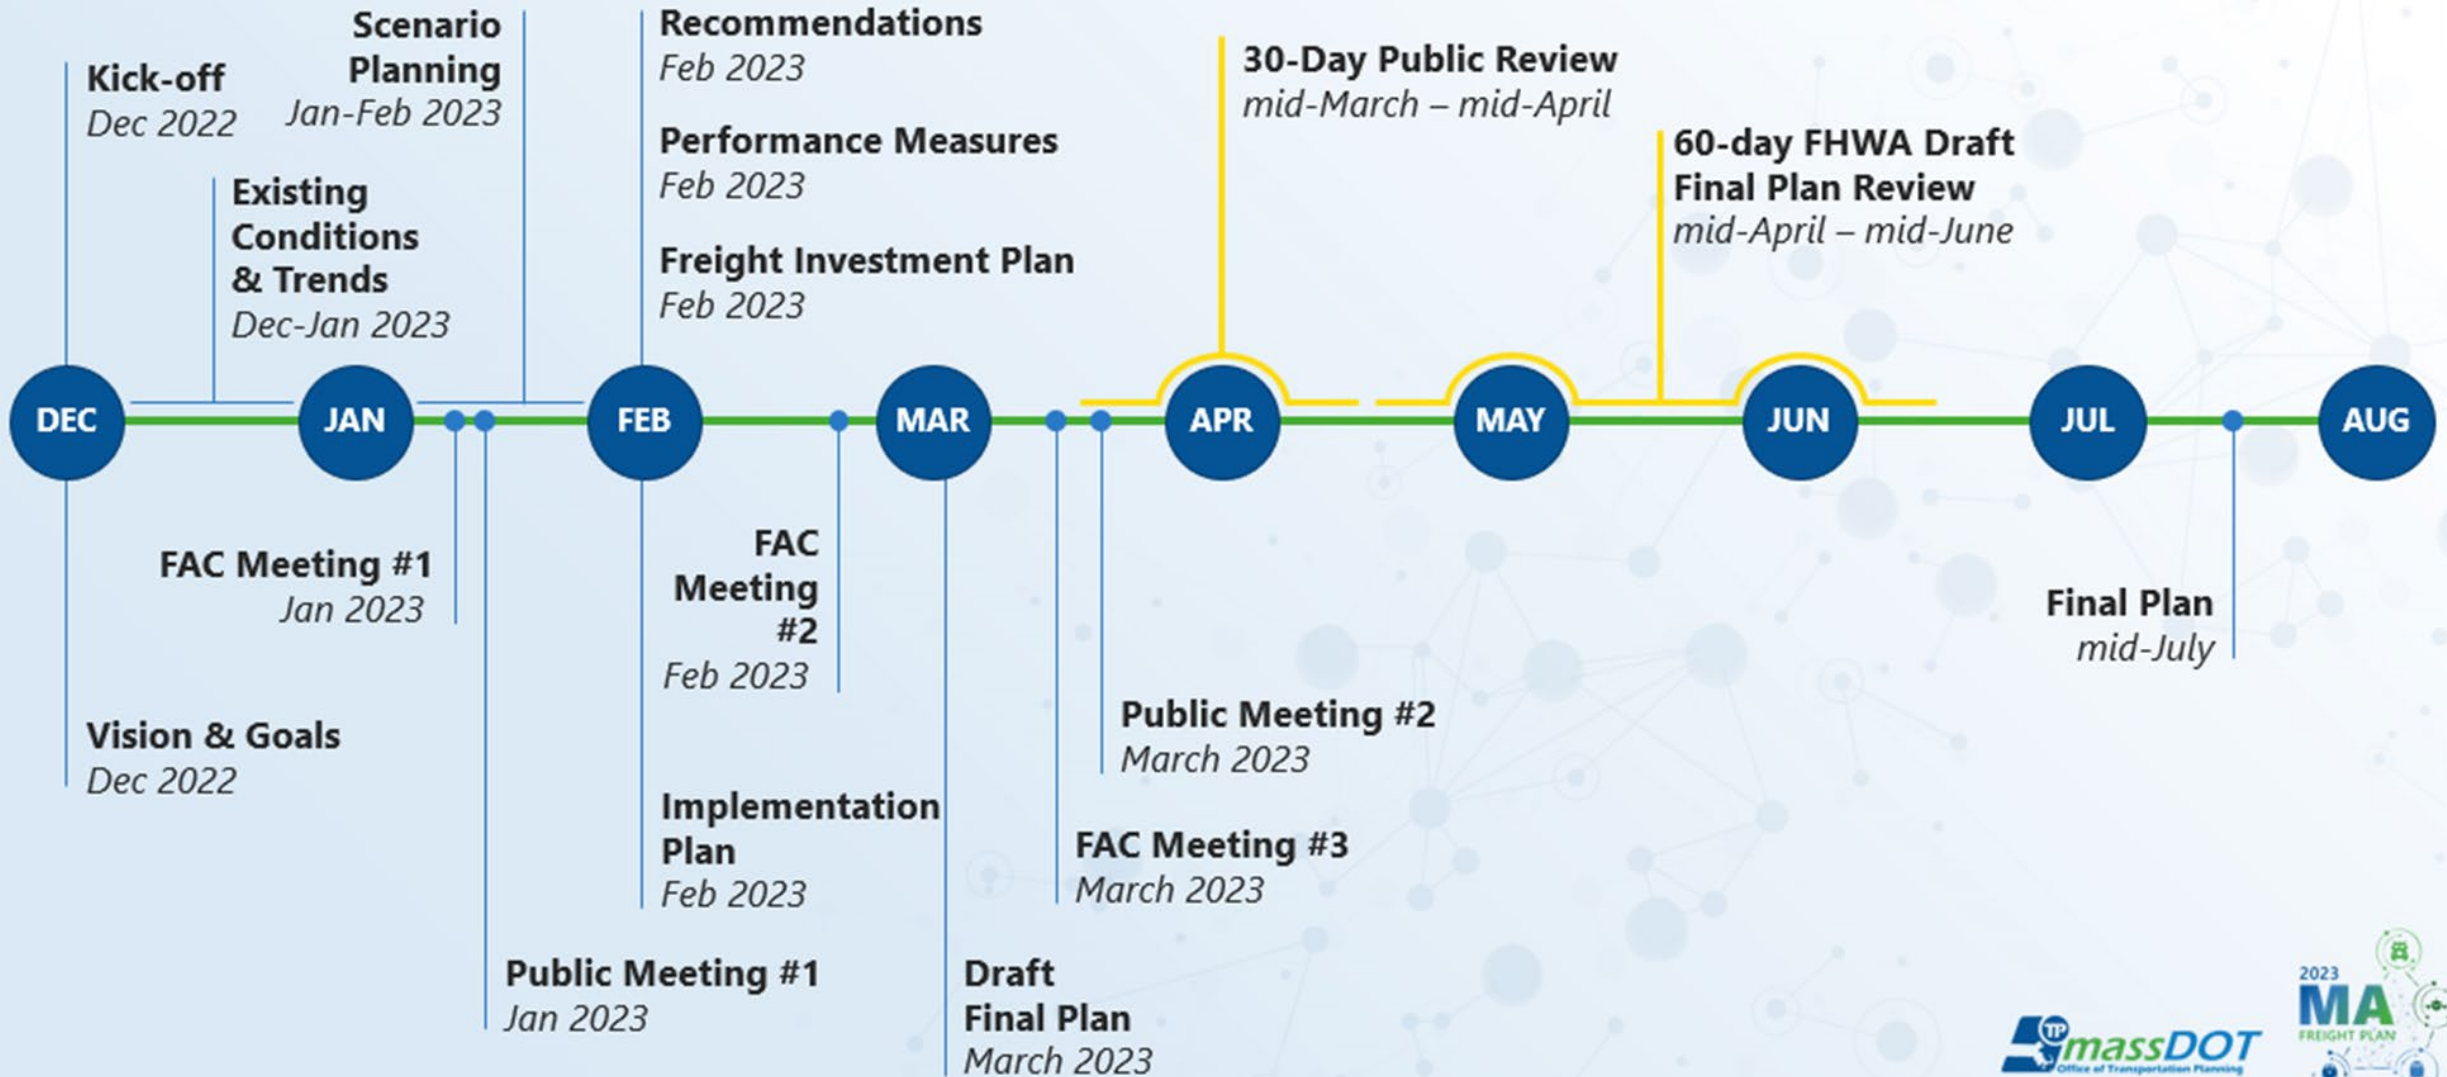 Scenario
Planning
Jan-Feb 2023
Recommendations
Feb 2023
Kick-off
Dec 2022
30-Day Public Review
mid-March – mid-April
Performance Measures
Feb 2023
60-day FHWA Draft
Final Plan Review
mid-April – mid-June
Existing
Conditions
& Trends
Dec-Jan 2023
Freight Investment Plan
Feb 2023
DEC
JAN
FEB
MAR
APR
MAY
JUN
JUL
AUG
FAC Meeting #1
Jan 2023
FAC
Meeting
#2
Feb 2023
Final Plan
mid-July
Vision & Goals
Dec 2022
Public Meeting #2
March 2023
Implementation
Plan
Feb 2023
FAC Meeting #3
March 2023
Public Meeting #1
Jan 2023
Draft
Final Plan
March 2023
TP
massDOT
Office of Transportation Planning
2023
MA
FREIGHT PLAN